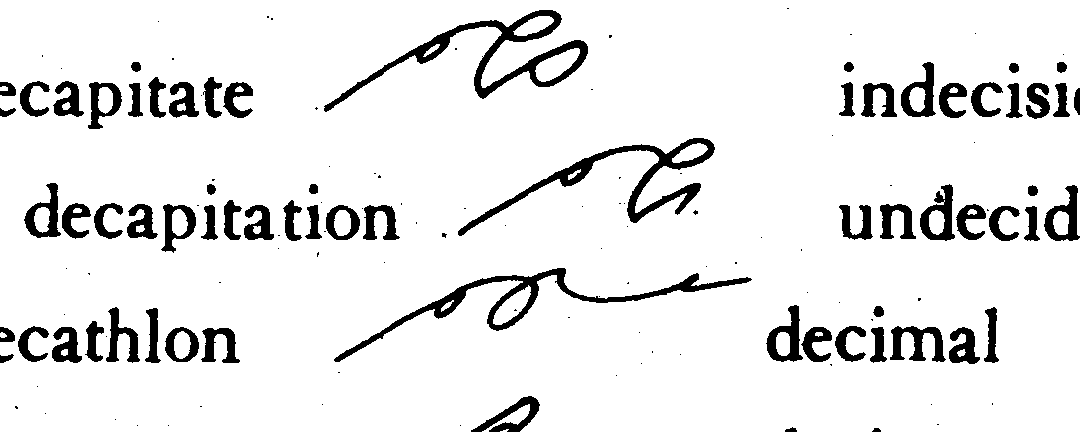 ecapitate indecisi
decapitation undecid
ecathlon decimal